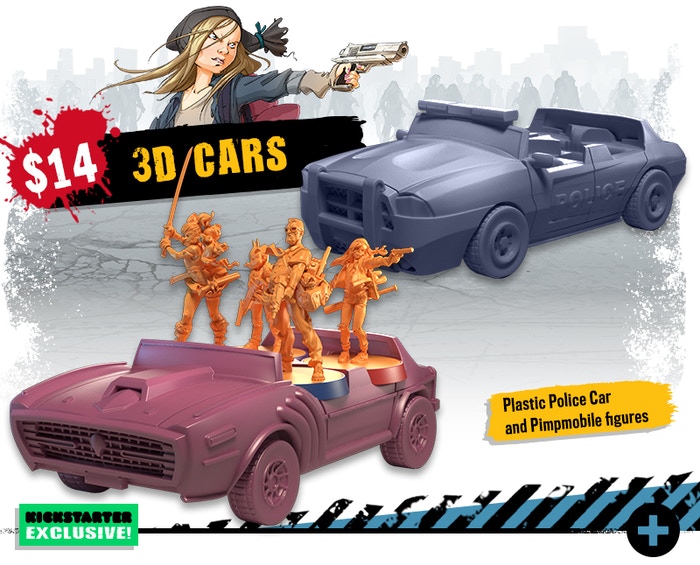 $14
3D CARS
POLICE
Plastic Police Car
and Pimpmobile figures
KICKSTARTER
EXCLUSIVE!